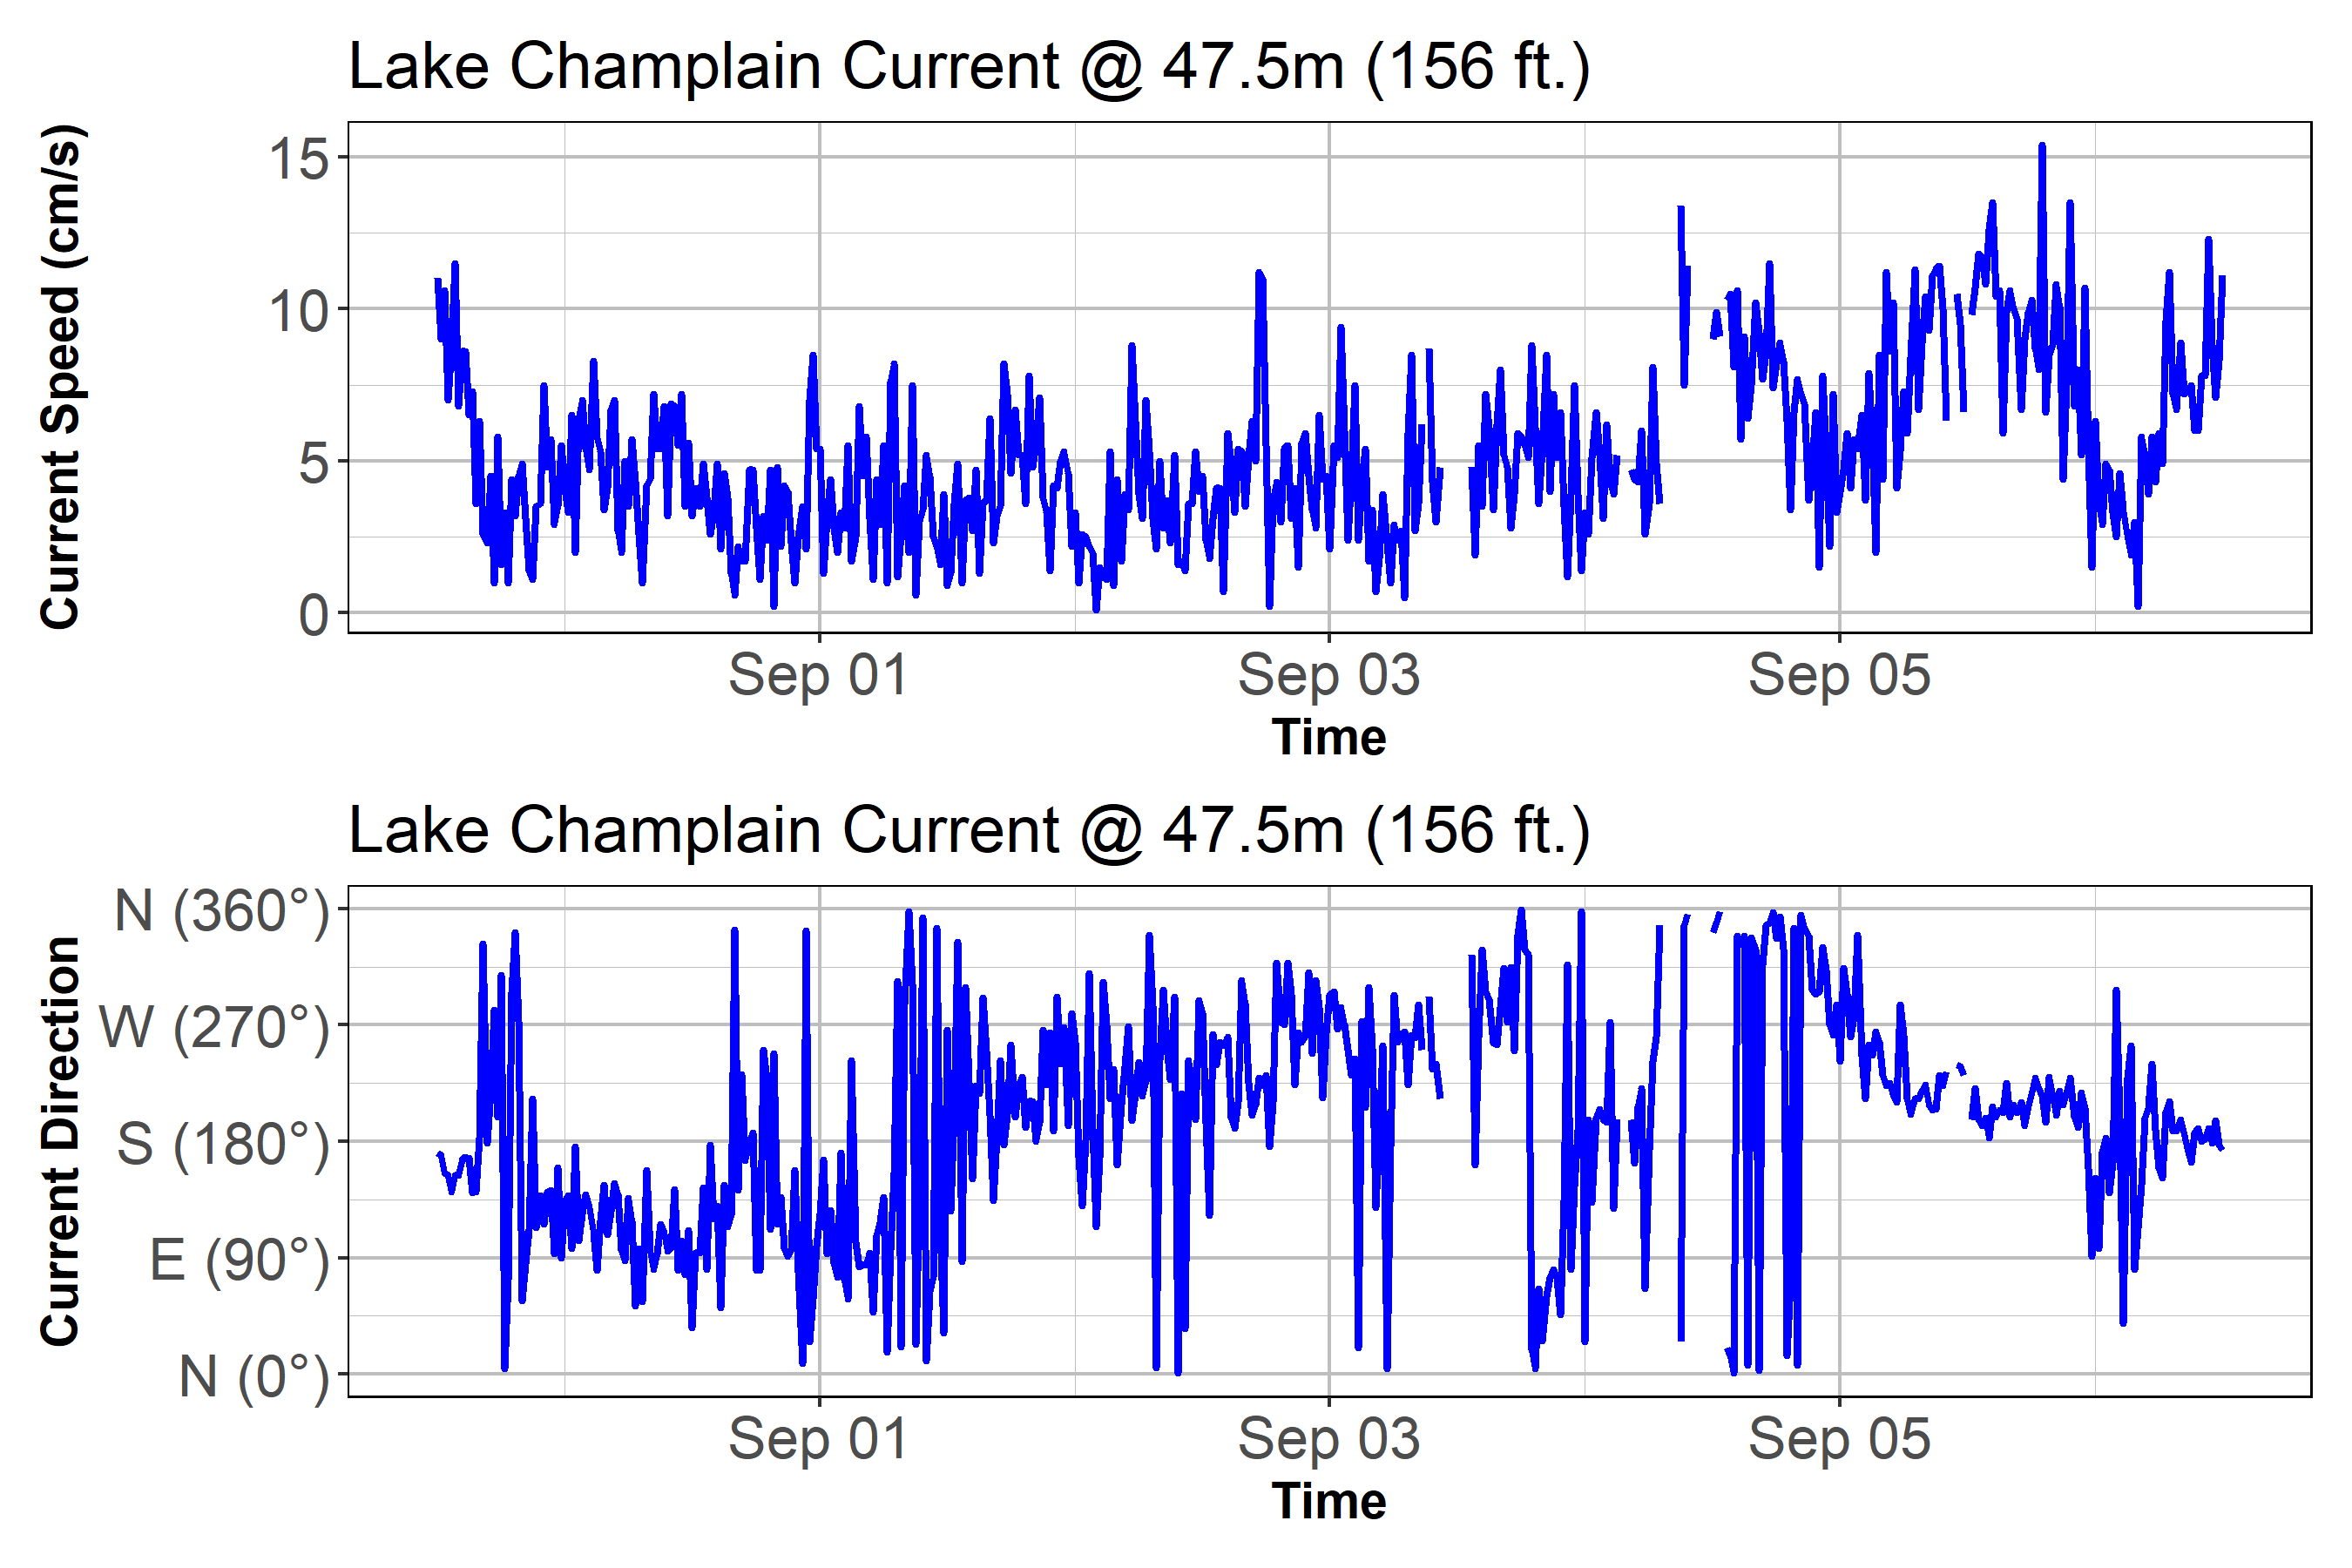 Lake Champlain Current @ 47.5m (156 ft.)
Current Speed (cm/s)
15
10
5
0
Sep 01 Sep 03 Sep 05
Time
Lake Champlain Current @ 47.5m (156 ft.)
Current Direction
N (360°)
W (270°)
S (180°)
E (90°)
N (0°)
Sep 01 Sep 03 Sep 05
Time